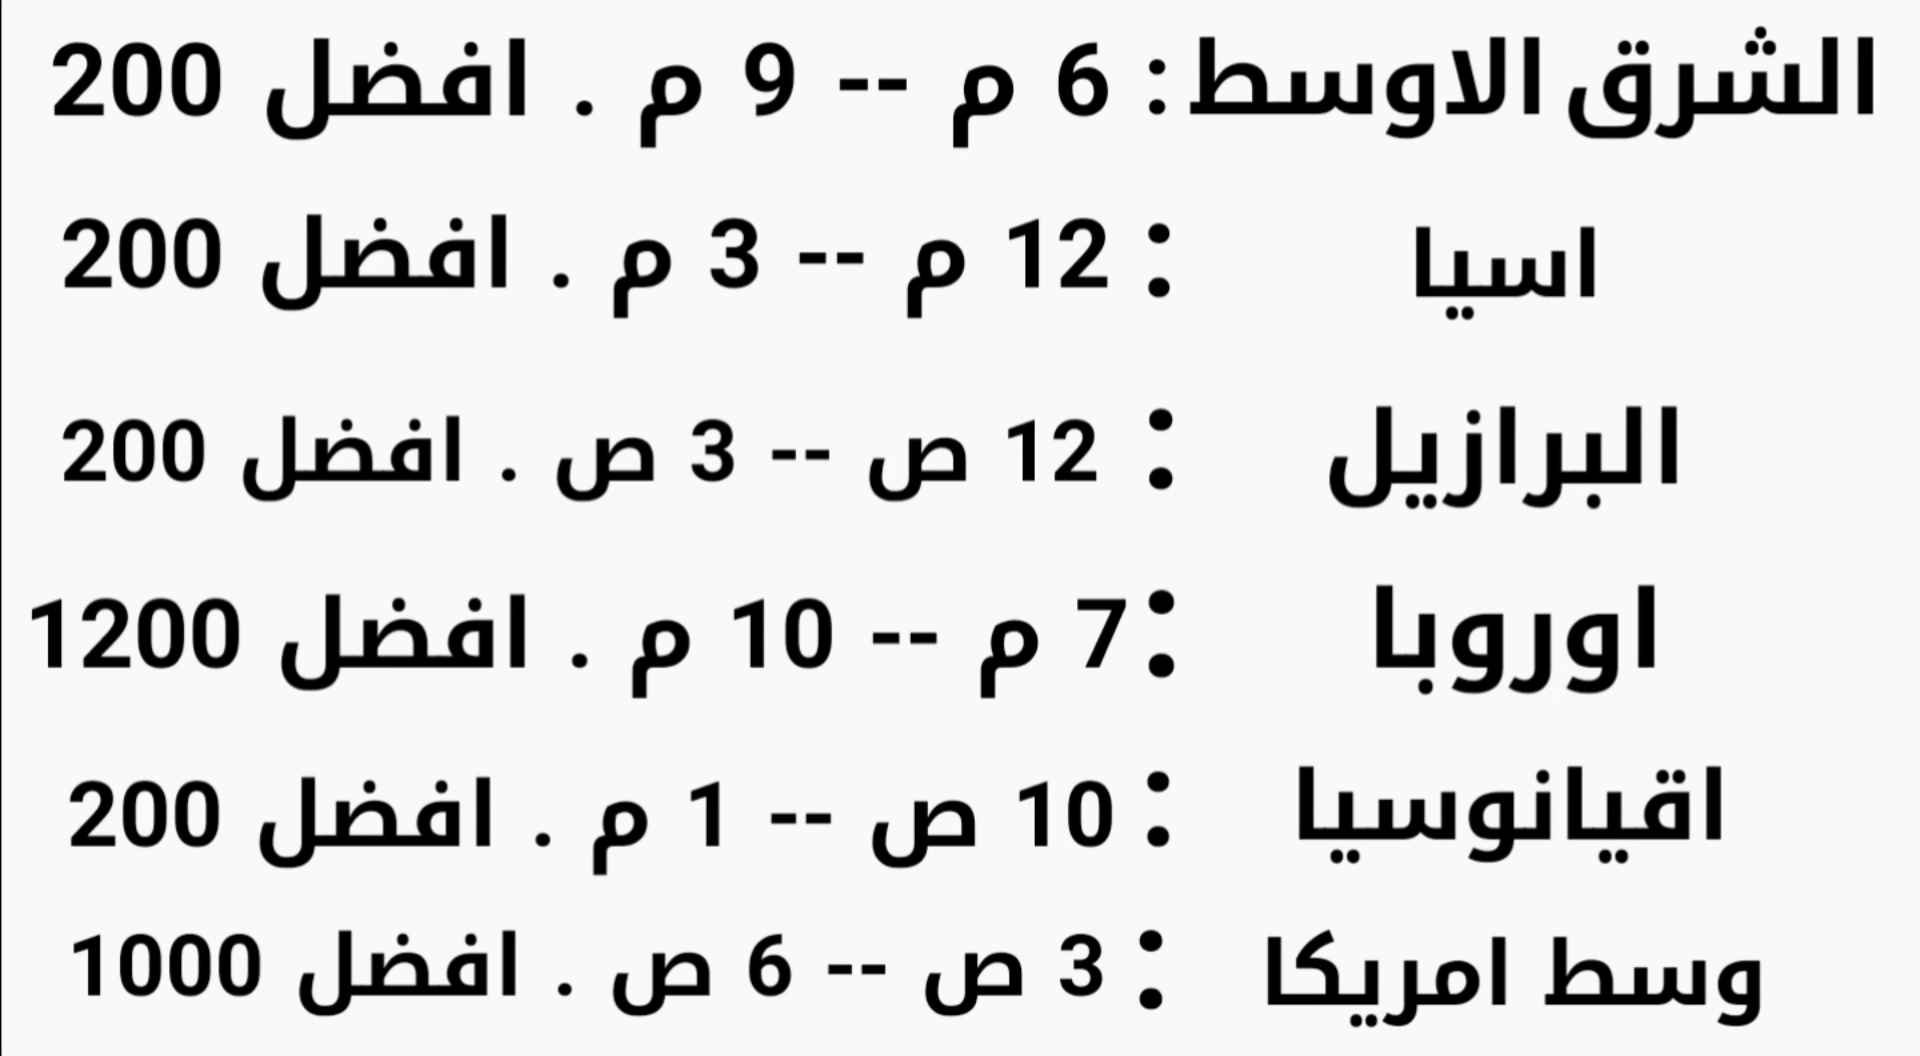 الشرق الاوسط : 6 م -- 9 م . افضل 200
اسيا : 12 م -- 3 م . افضل 200
البرازيل : 12 ص -- 3 ص . افضل 200
اوروبا : 7 م -- 10 م . افضل 1200
اقيانوسيا : 10 ص -- 1 م . افضل 200
وسط امريكا : 3 ص -- 6 ص . افضل 1000